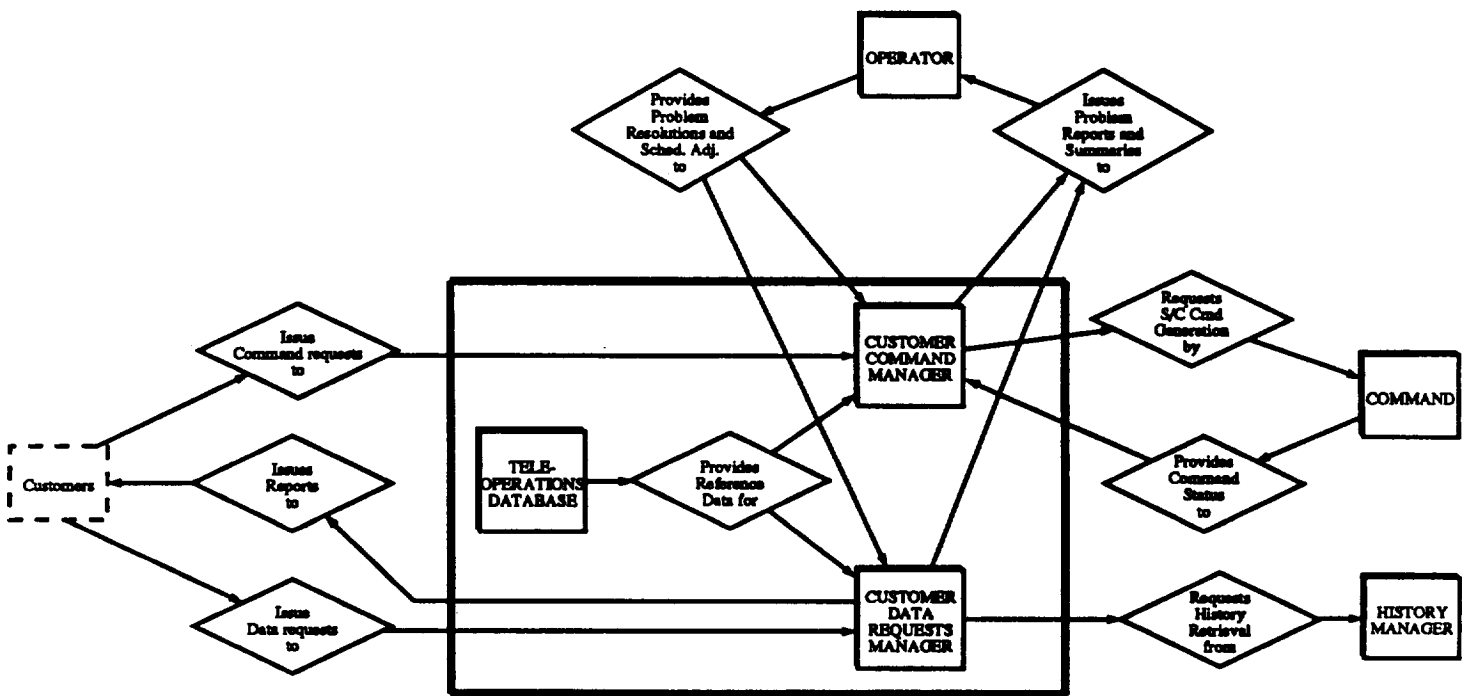 OPERATOR
Provides
Problem
Resolutions and
Sched. Adj.
to
Issues
Problem
Reports and
Summaries
to
Issue
Command requests
to
CUSTOMER
COMMAND
MANAGER
Requests
S/C Cmd
Generation
by
COMMAND
Customers
Issues
Reports
to
TELE-
OPERATIONS
DATABASE
Provides
Reference
Data for
Provides
Command
Status
to
Issue
Data requests
to
CUSTOMER
DATA
REQUESTS
MANAGER
Requests
History
Retrieval
from
HISTORY
MANAGER